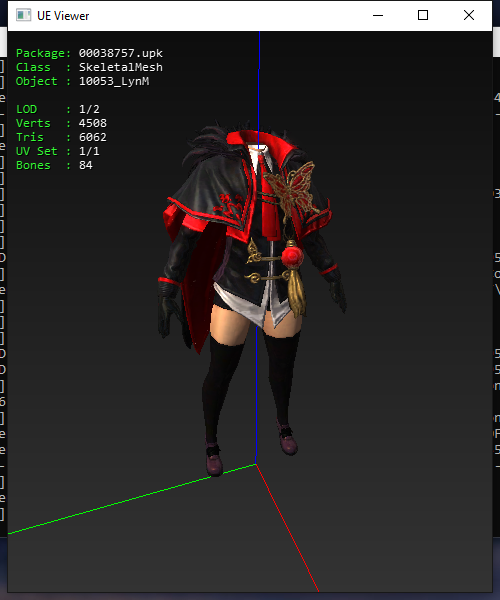 UE Viewer
Package: 00038757.upk
Class : SkeletalMesh
Object : 10053_LynM
LOD : 1/2
Verts : 4508
Tris : 6062
UV Set : 1/1
Bones : 84